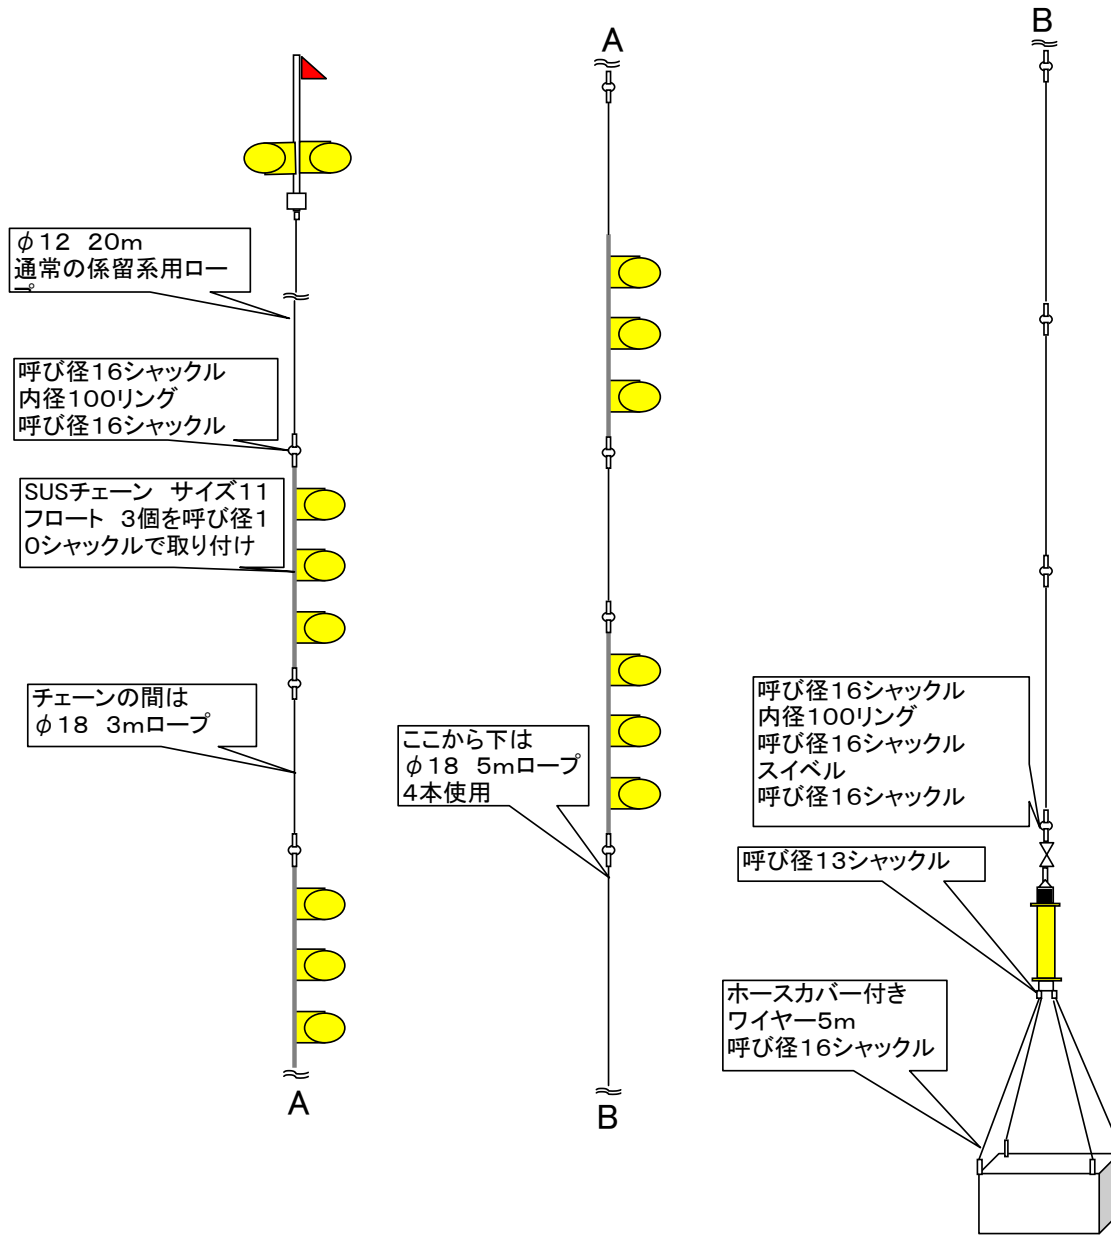 φ12 20m
通常の係留系用ロー
プ
呼び径16シャックル
内径100リング
呼び径16シャックル
SUSチェーン サイズ11
フロート 3個を呼び径1
0シャックルで取り付け
チェーンの間は
φ18 3mロープ
A
A
ここから下は
φ18 5mロープ
4本使用
B
B
呼び径16シャックル
内径100リング
呼び径16シャックル
スイベル
呼び径16シャックル
呼び径13シャックル
ホースカバー付き
ワイヤー5m
呼び径16シャックル